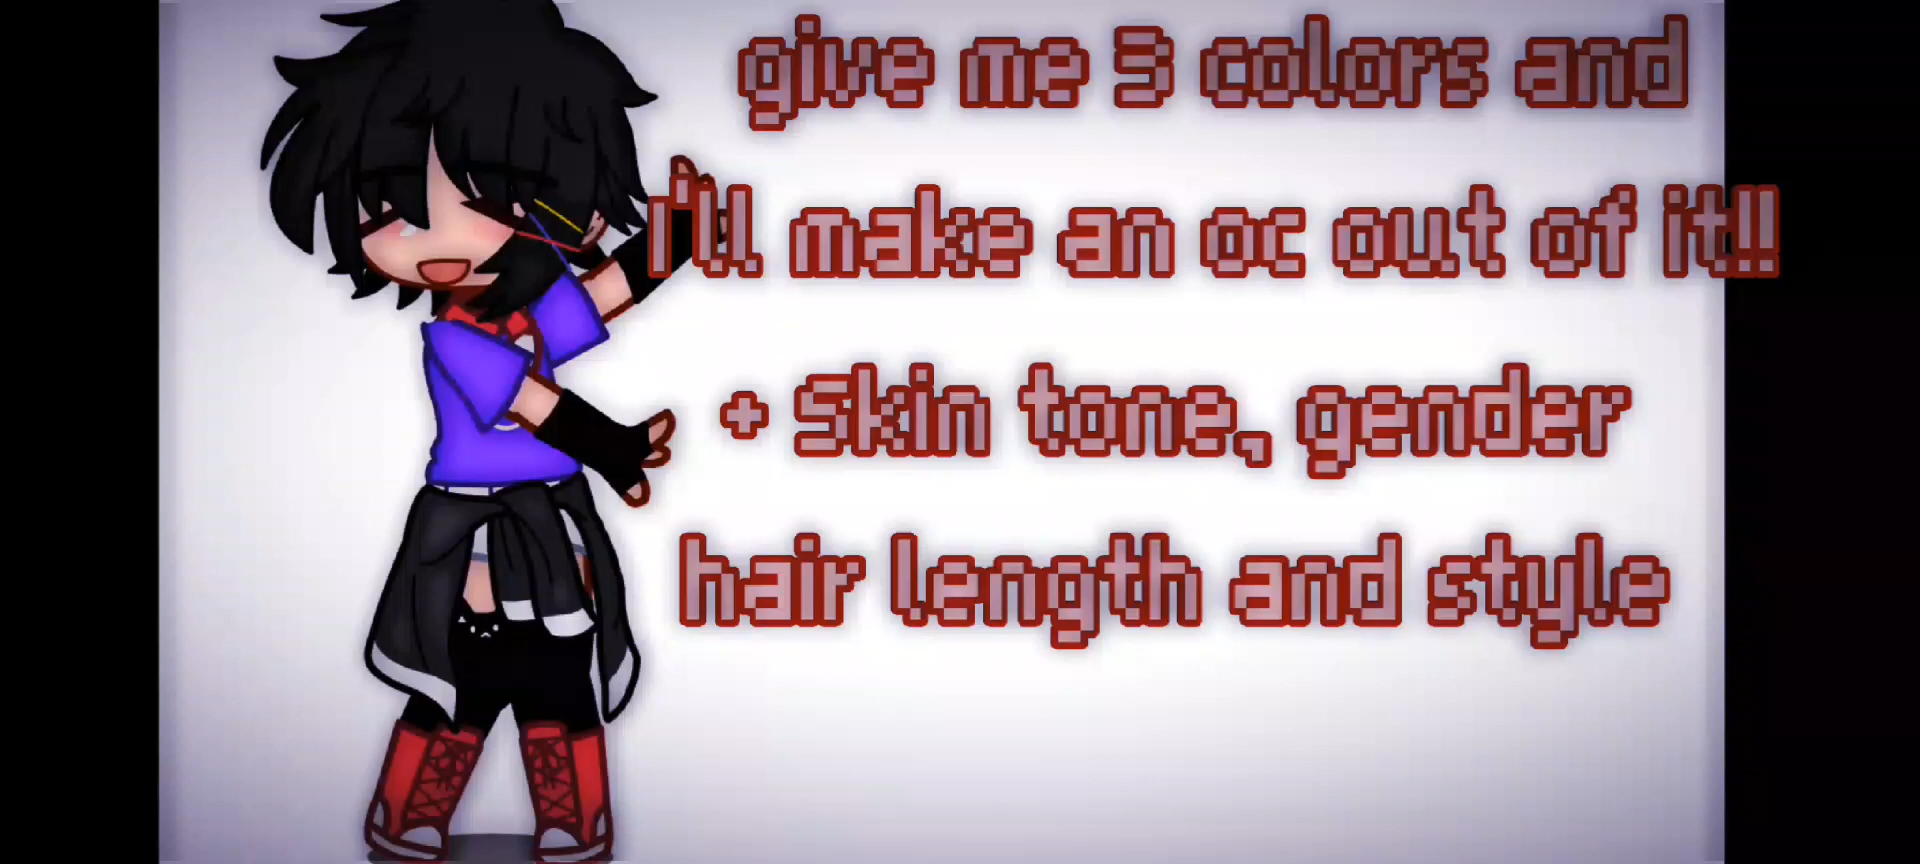 give me 3 colors and
I'll make an oc out of it!!
+ Skin tone, gender
hair length and style